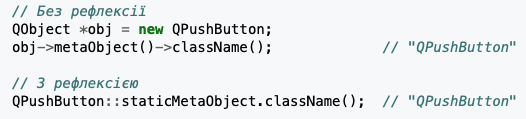 // Без рефлексії
QObject *obj = new QPushButton;
obj->metaObject()->className();             // "QPushButton"
// З рефлексією
QPushButton::staticMetaObject.className();  // "QPushButton"